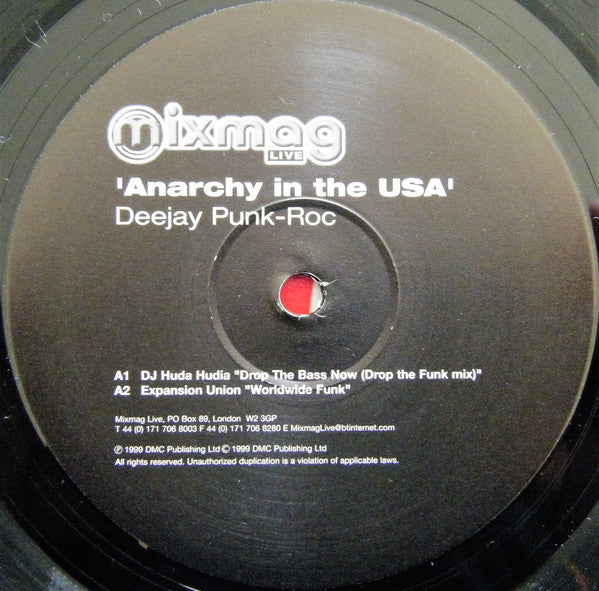 mixmag
LIVE
'Anarchy in the USA'
Deejay Punk-Roc
A1 DJ Huda Hudia "Drop The Bass Now (Drop the Funk mix)"
A2 Expansion Union "Worldwide Funk"
Mixmag Live, PO Box 89, London W2 3GP
T 44 (0) 171 706 8003 F 44 (0) 171 706 8280 E MixmagLive@btinternet.com
℗ 1999 DMC Publishing Ltd © 1999 DMC Publishing Ltd
All rights reserved. Unauthorized duplication is a violation of applicable laws.